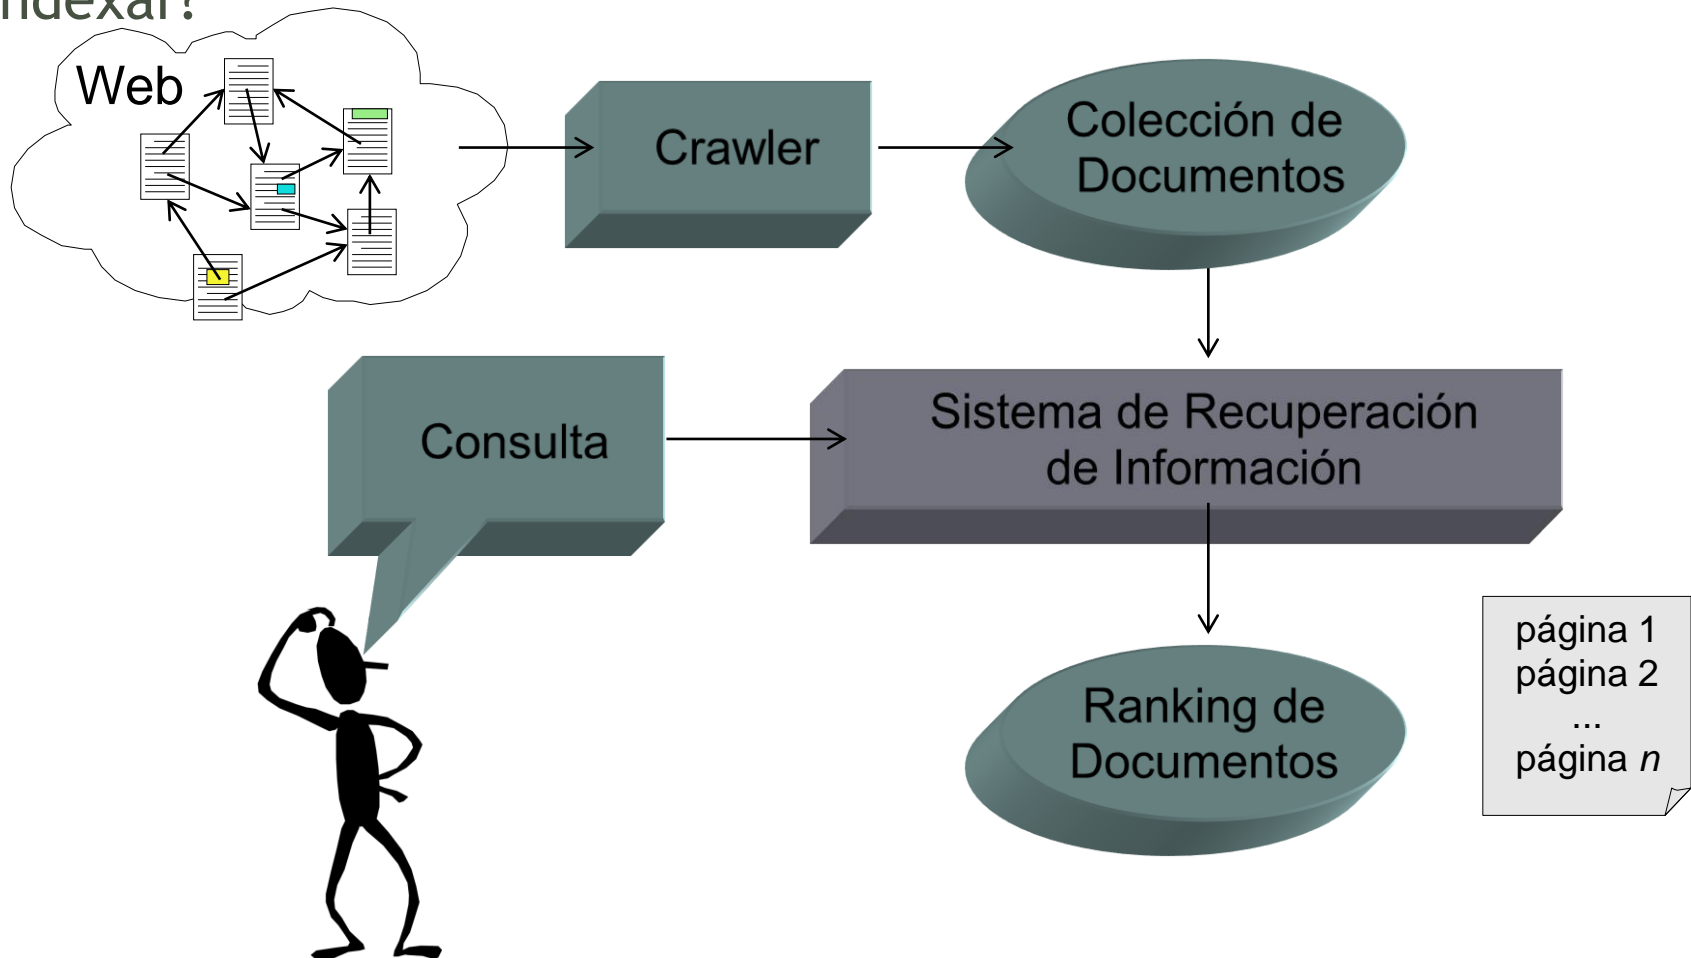 ndexar?
Web
Crawler
Colección de
Documentos
Consulta
Sistema de Recuperación
de Información
Ranking de
Documentos
página 1
página 2
...
página n